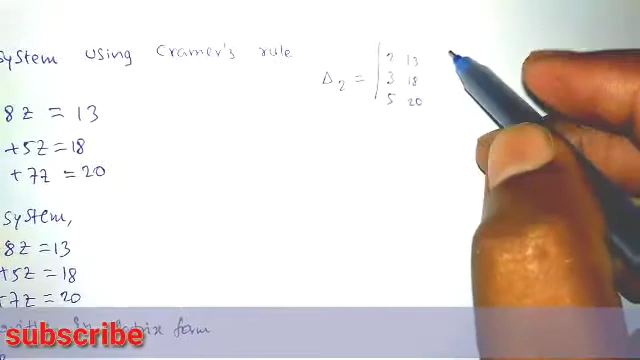 System using Cramer's rule
8z = 13
+5z = 18
+7z = 20
System,
8z = 13
+5z = 18
+7z = 20
matrix form
subscribe
Δ2 = | 2 13
3 18
5 20